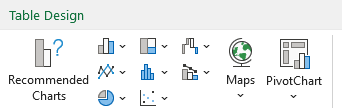 Table Design
Recommended
Charts
Maps
PivotChart